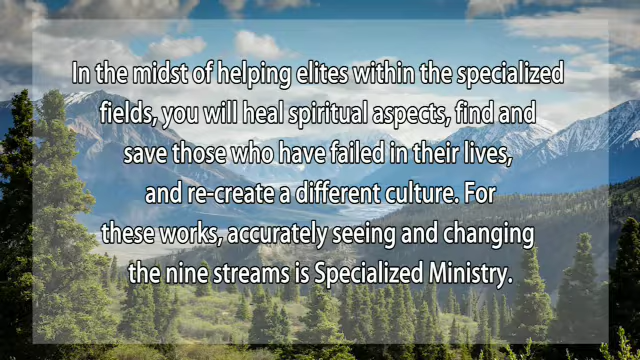 In the midst of helping elites within the specialized
fields, you will heal spiritual aspects, find and
save those who have failed in their lives,
and re-create a different culture. For
these works, accurately seeing and changing
the nine streams is Specialized Ministry.